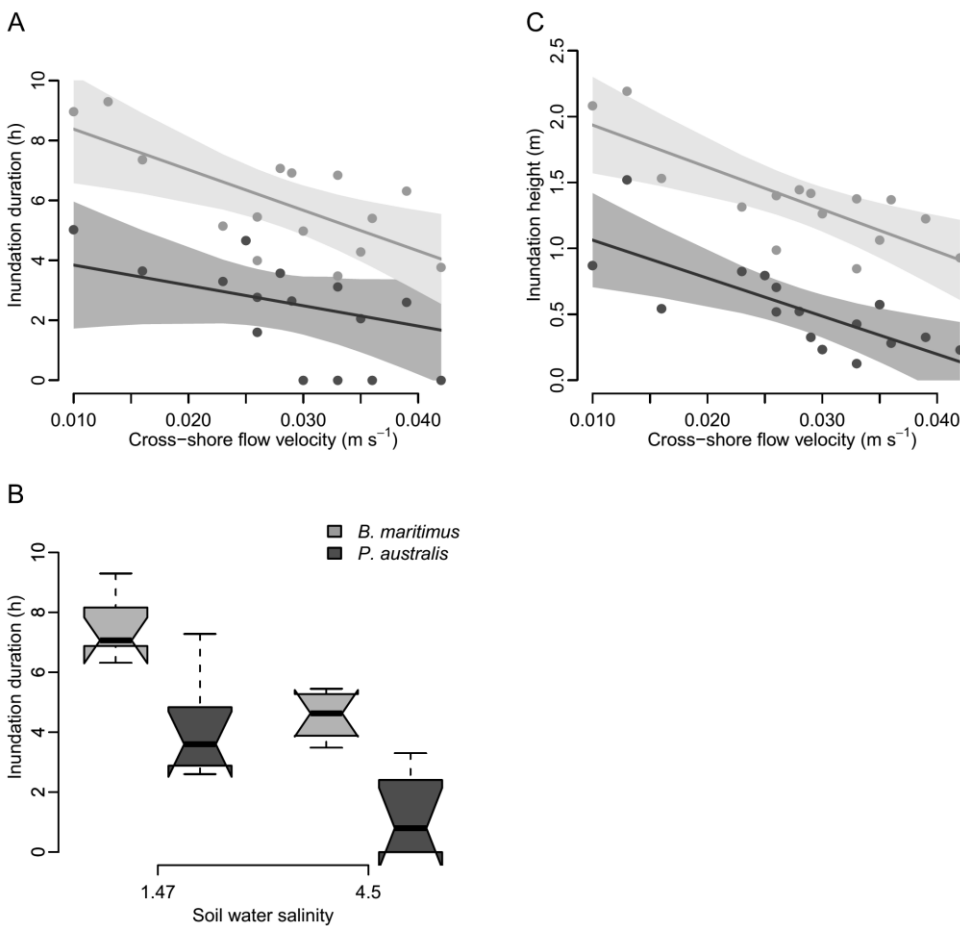 A
Inundation duration (h)
10
8
6
4
2
0
0.010
0.020
0.030
0.040
Cross−shore flow velocity (m s⁻¹)
C
Inundation height (m)
2.5
2.0
1.5
1.0
0.5
0.0
0.010
0.020
0.030
0.040
Cross−shore flow velocity (m s⁻¹)
B
B. maritimus
P. australis
Inundation duration (h)
10
8
6
4
2
0
1.47
4.5
Soil water salinity